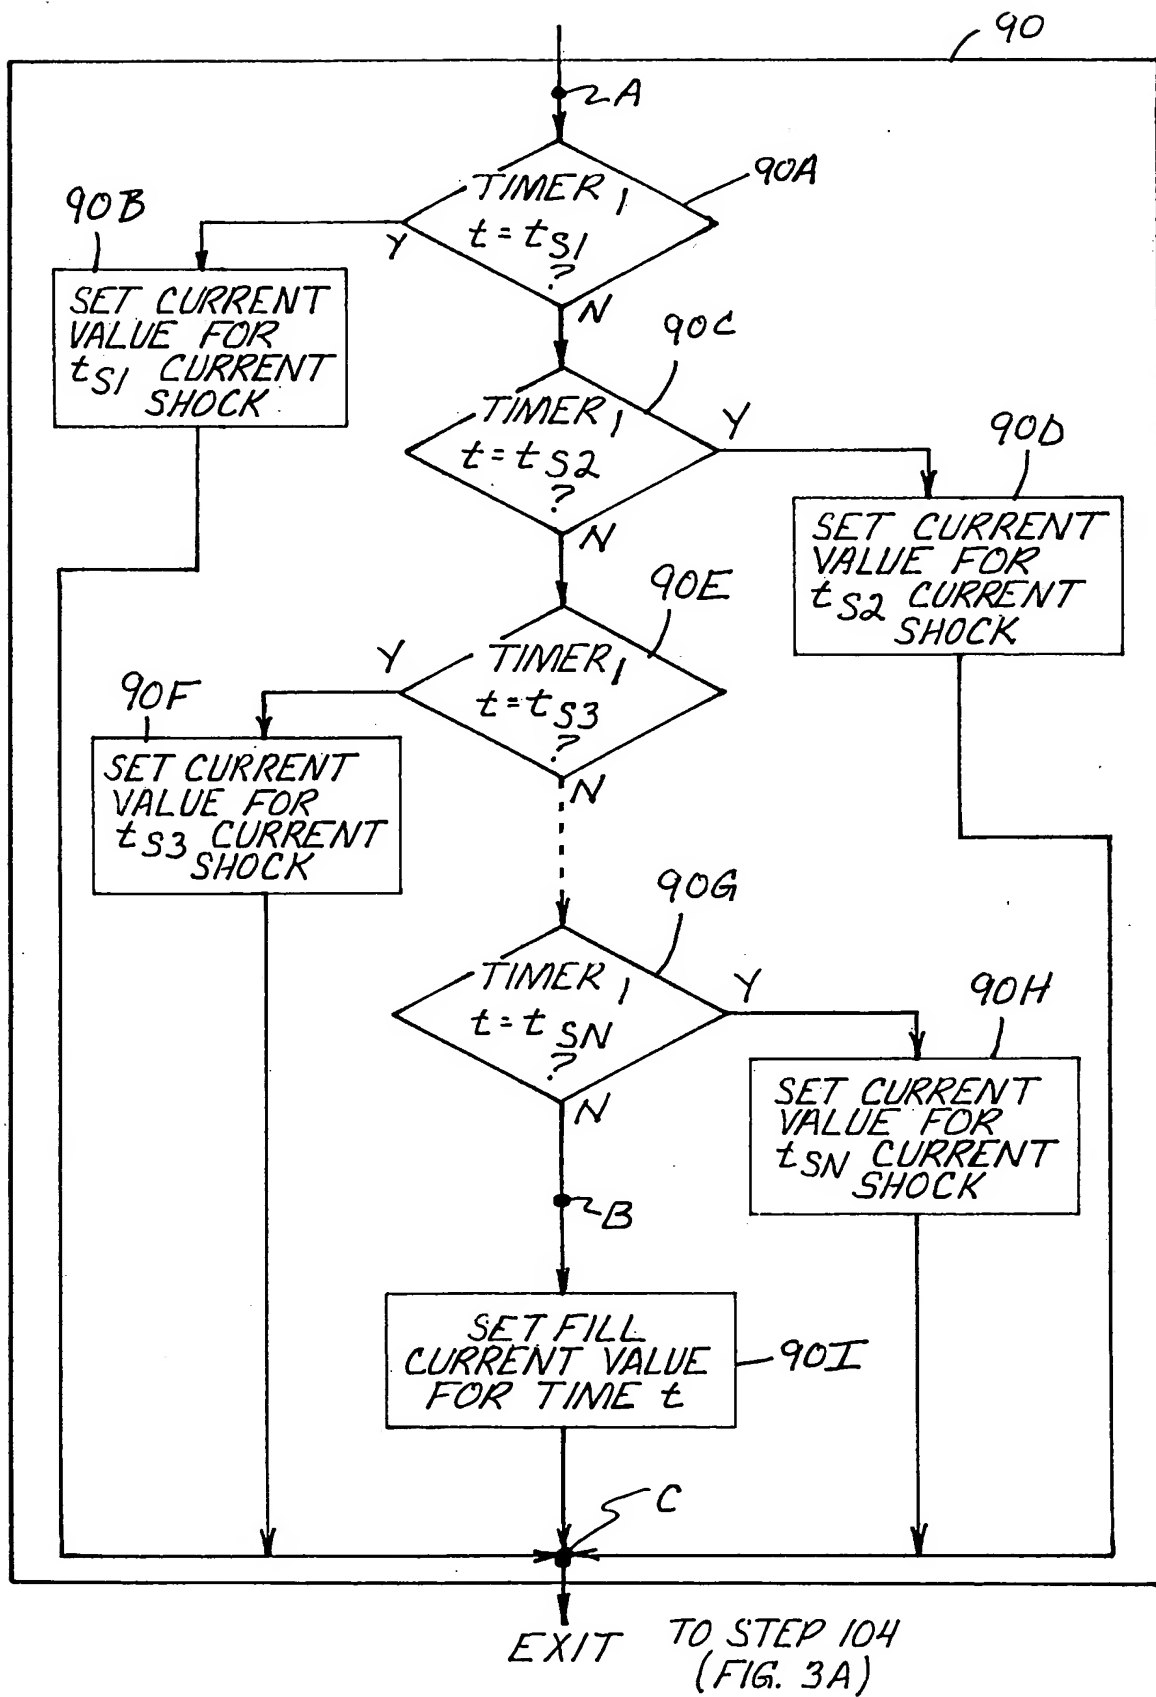 90
A
90A
TIMER 1
t = tS1
?
Y
N
90B
SET CURRENT
VALUE FOR
tS1 CURRENT
SHOCK
90C
TIMER 1
t = tS2
?
Y
N
90D
SET CURRENT
VALUE FOR
tS2 CURRENT
SHOCK
90E
TIMER 1
t = tS3
?
Y
N
90F
SET CURRENT
VALUE FOR
tS3 CURRENT
SHOCK
90G
TIMER 1
t = tSN
?
Y
N
90H
SET CURRENT
VALUE FOR
tSN CURRENT
SHOCK
B
SET FILL
CURRENT VALUE
FOR TIME t
90I
C
EXIT
TO STEP 104
(FIG. 3A)